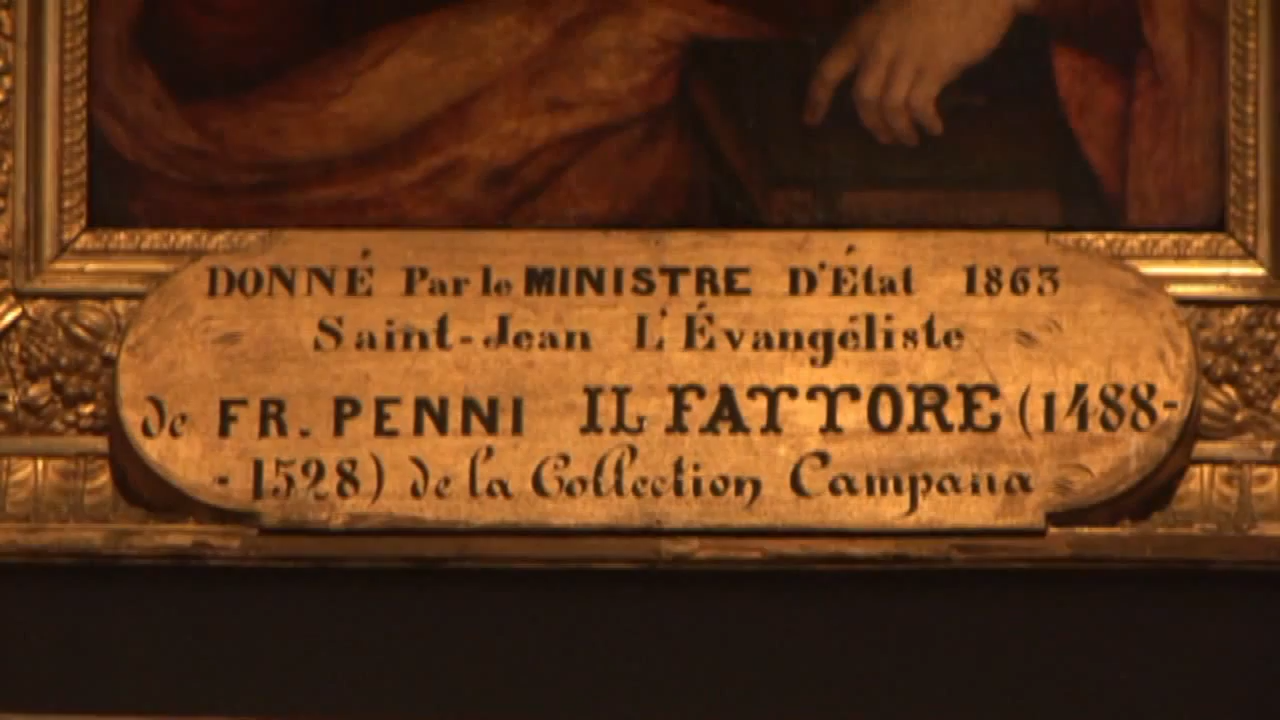 DONNÉ Par le MINISTRE D'État 1863
Saint-Jean L'Évangéliste
de FR. PENNI IL FATTORE (1488-
-1528) de la Collection Campana